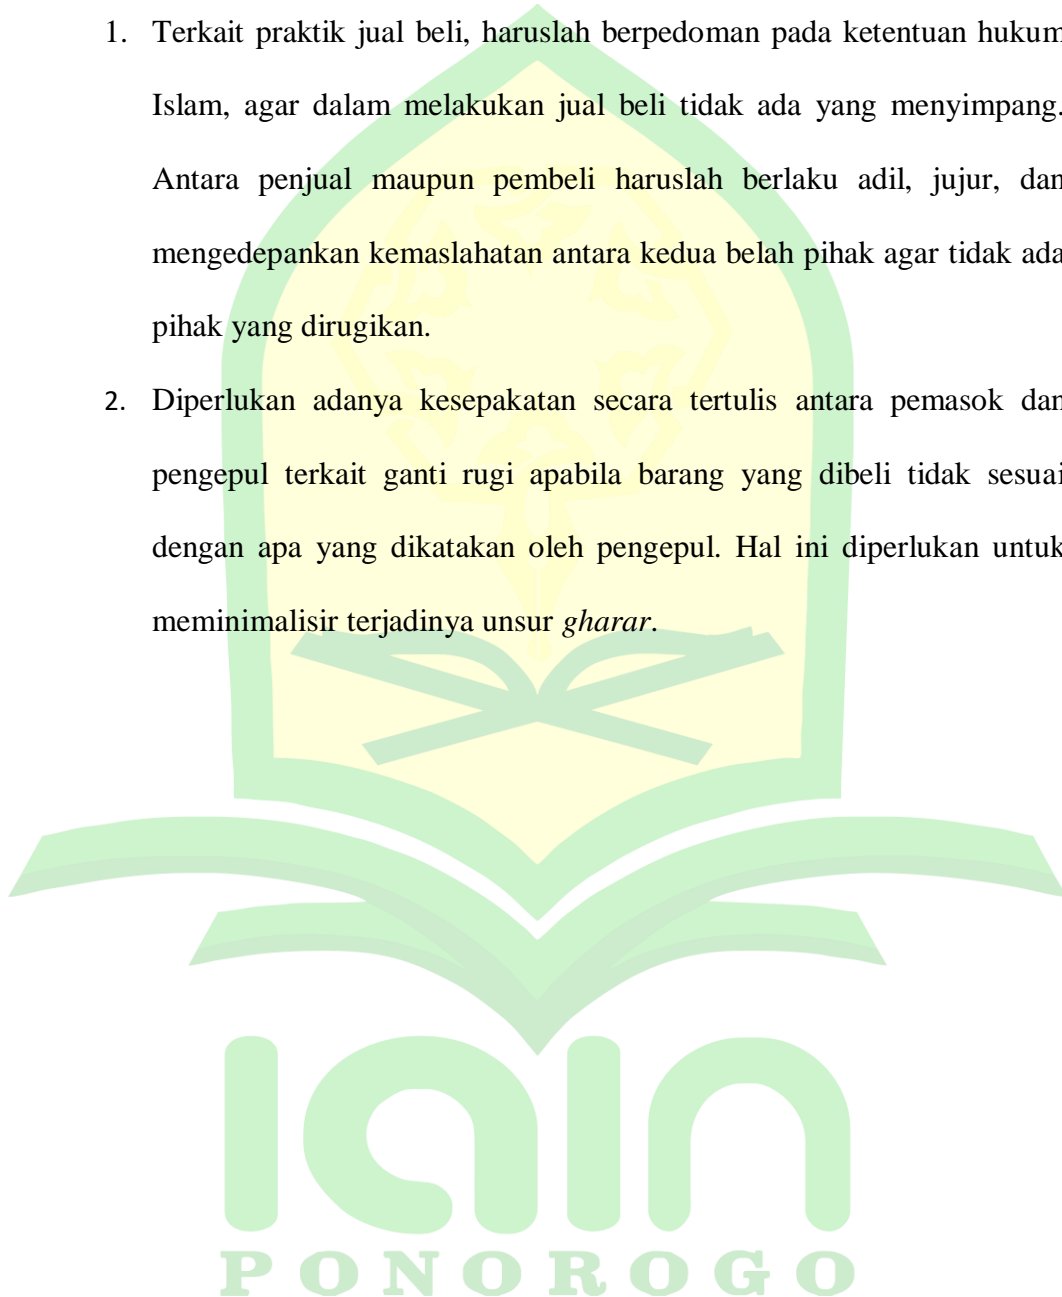 1. Terkait praktik jual beli, haruslah berpedoman pada ketentuan hukum
Islam, agar dalam melakukan jual beli tidak ada yang menyimpang.
Antara penjual maupun pembeli haruslah berlaku adil, jujur, dan
mengedepankan kemaslahatan antara kedua belah pihak agar tidak ada
pihak yang dirugikan.
2. Diperlukan adanya kesepakatan secara tertulis antara pemasok dan
pengepul terkait ganti rugi apabila barang yang dibeli tidak sesuai
dengan apa yang dikatakan oleh pengepul. Hal ini diperlukan untuk
meminimalisir terjadinya unsur gharar.
IAIN
PONOROGO